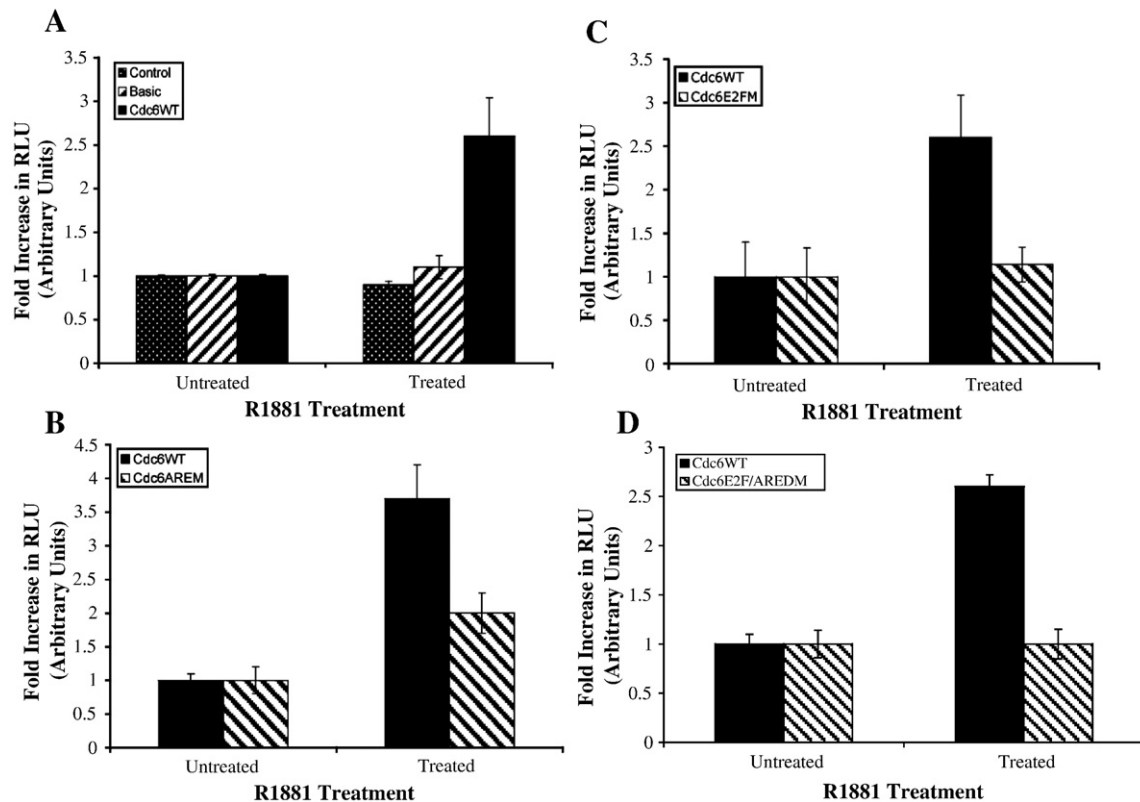 A
Fold Increase in RLU
(Arbitrary Units)
3.5
3
2.5
2
1.5
1
0.5
0
Control
Basic
Cdc6WT
Untreated
Treated
R1881 Treatment
B
Fold Increase in RLU
(Arbitrary Units)
4.5
4
3.5
3
2.5
2
1.5
1
0.5
0
Cdc6WT
Cdc6AREM
Untreated
Treated
R1881 Treatment
C
Fold Increase in RLU
(Arbitrary Units)
3.5
3
2.5
2
1.5
1
0.5
0
Cdc6WT
Cdc6E2FM
Untreated
Treated
R1881 Treatment
D
Fold Increase in RLU
(Arbitrary Units)
3
2.5
2
1.5
1
0.5
0
Cdc6WT
Cdc6E2F/AREDM
Untreated
Treated
R1881 Treatment